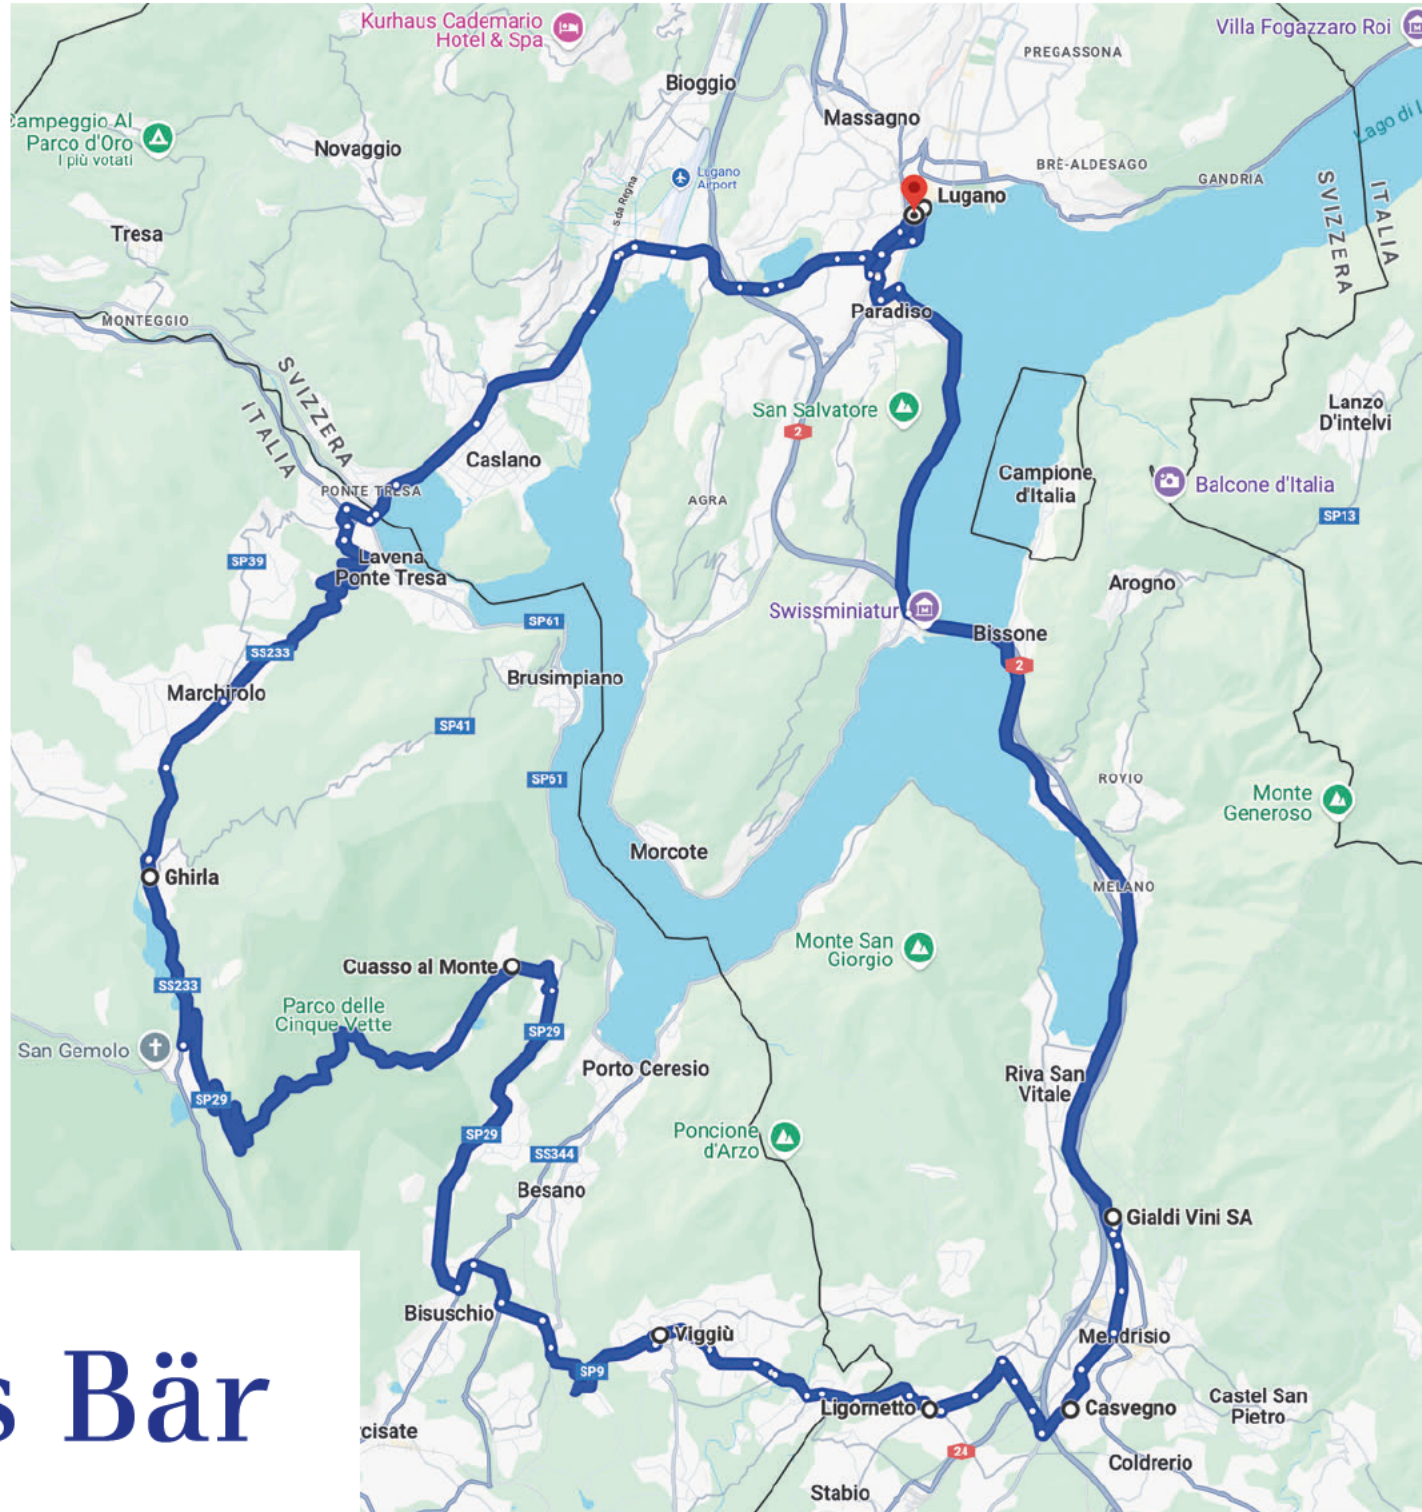 Kurhaus Cademario
Hotel & Spa
Villa Fogazzaro Roi
PREGASSONA
Bioggio
Massagno
Campeggio Al
Parco d'Oro
I più votati
Novaggio
Lugano
Airport
BRÈ-ALDESAGO
GANDRIA
Lago di L
SVIZZERA
ITALIA
Lugano
S.da Regina
Tresa
MONTEGGIO
Paradiso
SVIZZERA
ITALIA
San Salvatore
2
Lanzo
D'intelvi
Caslano
Campione
d'Italia
Balcone d'Italia
PONTE TRESA
AGRA
SP13
SP39
Lavena
Ponte Tresa
Arogno
Swissminiatur
SP61
Bissone
SS233
2
Marchirolo
Brusimpiano
SP41
SP61
ROVIO
Monte
Generoso
Morcote
Ghirla
MELANO
Monte San
Giorgio
Cuasso al Monte
SS233
Parco delle
Cinque Vette
SP29
San Gemolo
Porto Ceresio
Riva San
Vitale
SP29
Poncione
d'Arzo
SP29
SS344
Besano
Gialdi Vini SA
Bisuschio
Viggiù
Mendrisio
SP9
Ligornetto
Casvegno
Castel San
Pietro
s Bär
cisate
24
Coldrerio
Stabio